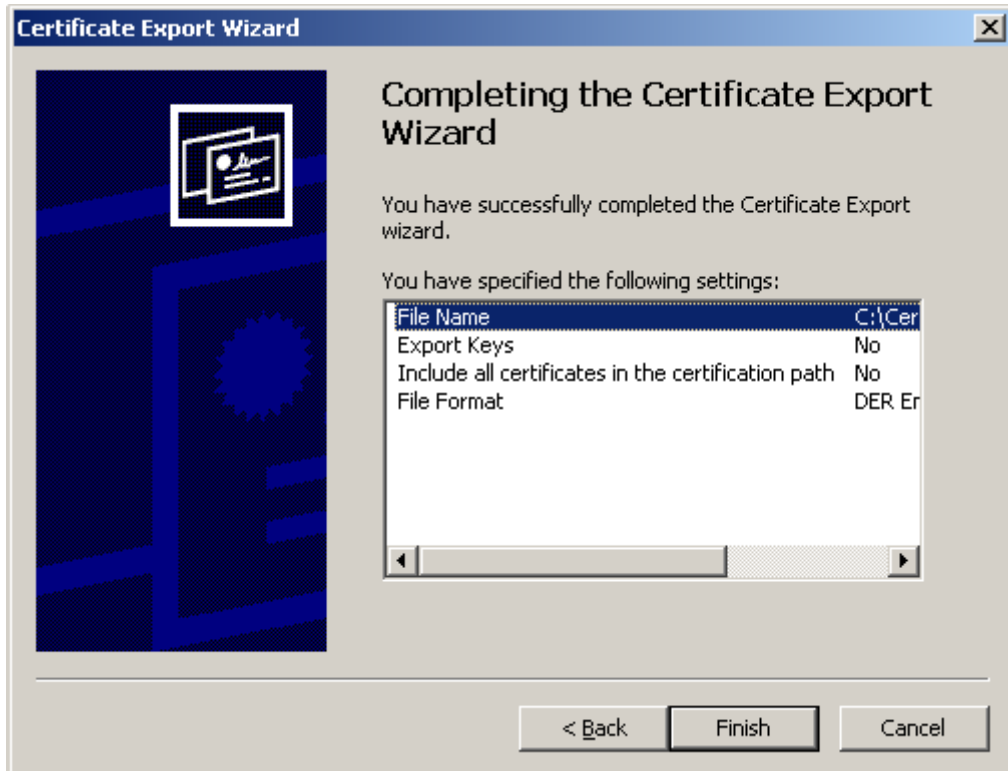 Certificate Export Wizard
Completing the Certificate Export
Wizard
You have successfully completed the Certificate Export
wizard.
You have specified the following settings:
File Name C:\Cer
Export Keys No
Include all certificates in the certification path No
File Format DER Er
< Back Finish Cancel